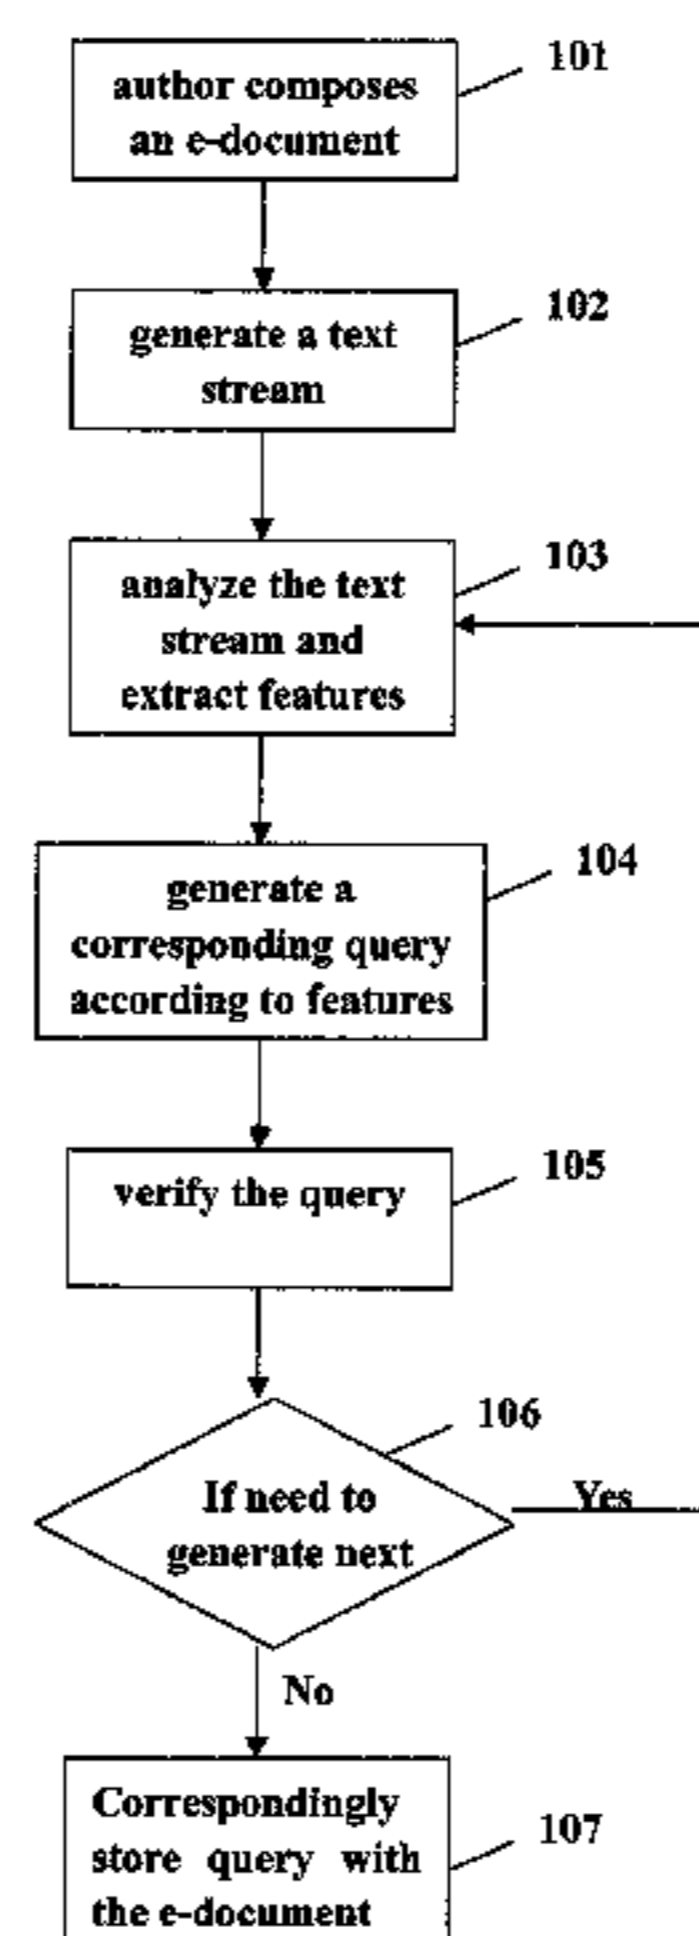 author composes
an e-document
101
generate a text
stream
102
analyze the text
stream and
extract features
103
generate a
corresponding query
according to features
104
verify the query
105
If need to
generate next
106
Yes
No
Correspondingly
store query with
the e-document
107